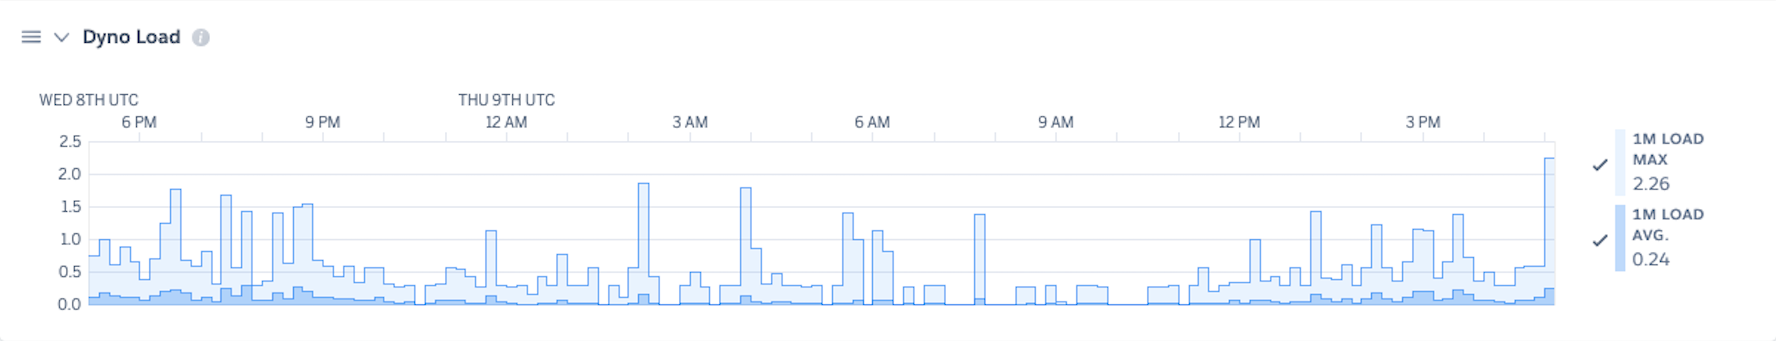 Dyno Load
WED 8TH UTC
THU 9TH UTC
6 PM
9 PM
12 AM
3 AM
6 AM
9 AM
12 PM
3 PM
2.5
2.0
1.5
1.0
0.5
0.0
1M LOAD
MAX
2.26
1M LOAD
AVG.
0.24